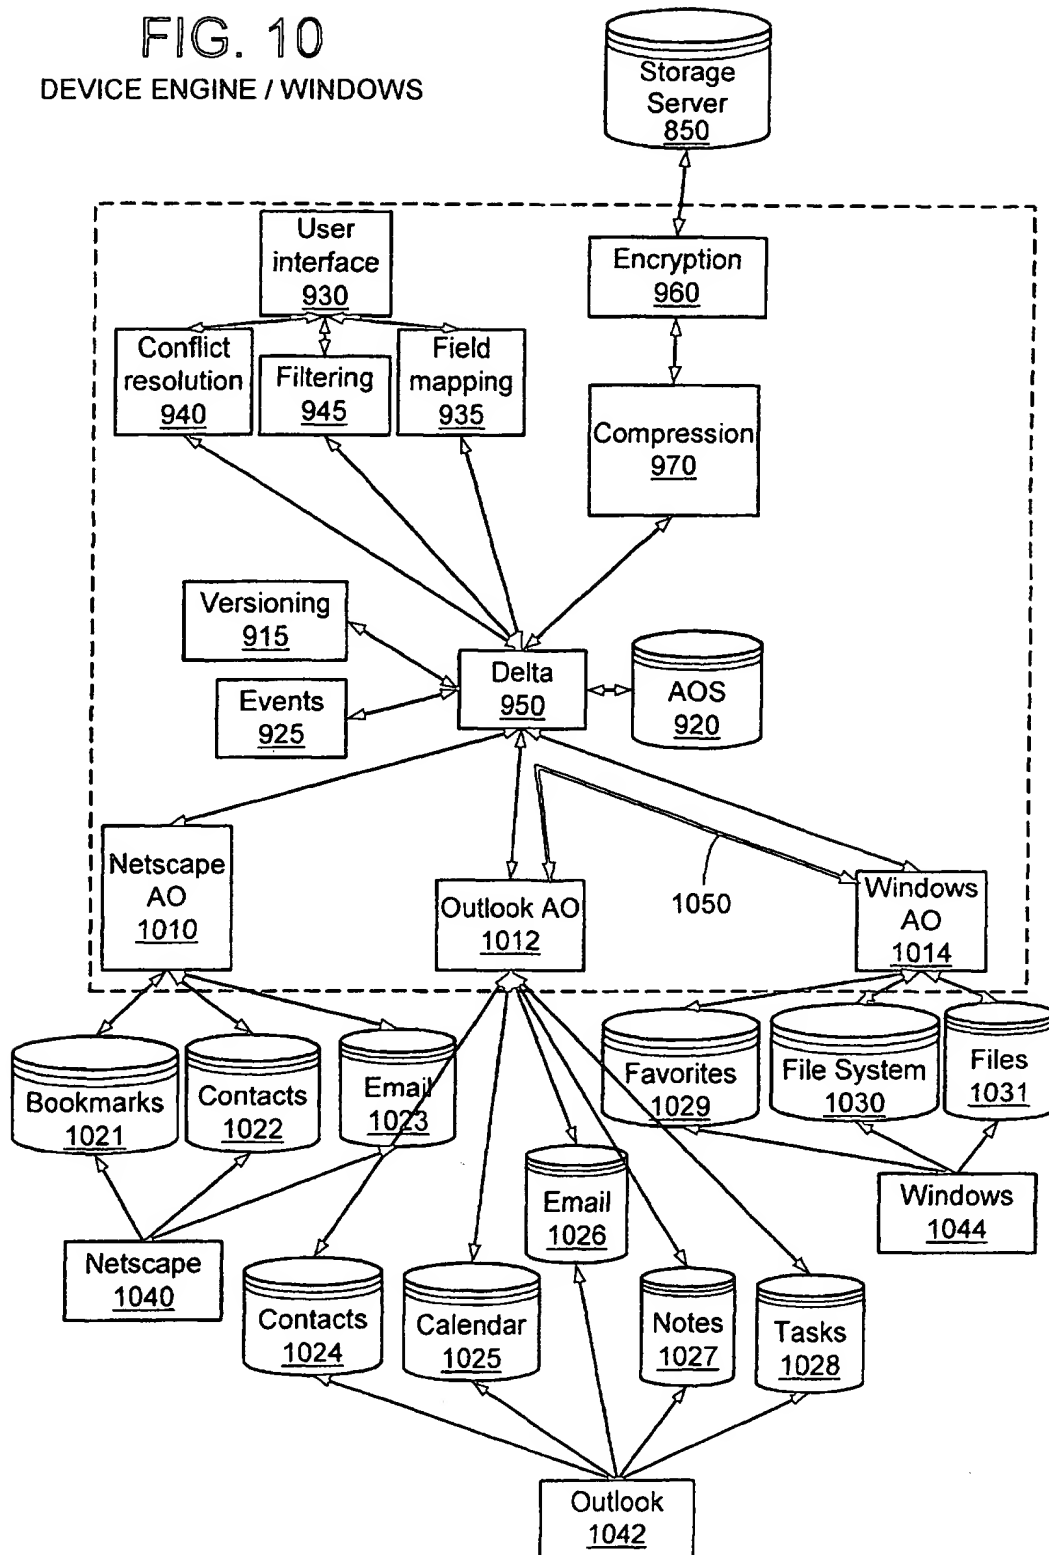 FIG. 10
DEVICE ENGINE / WINDOWS
Storage
Server
850
User
interface
930
Encryption
960
Conflict
resolution
940
Filtering
945
Field
mapping
935
Compression
970
Versioning
915
Events
925
Delta
950
AOS
920
Netscape
AO
1010
Outlook AO
1012
1050
Windows
AO
1014
Bookmarks
1021
Contacts
1022
Email
1023
Favorites
1029
File System
1030
Files
1031
Netscape
1040
Windows
1044
Contacts
1024
Calendar
1025
Email
1026
Notes
1027
Tasks
1028
Outlook
1042